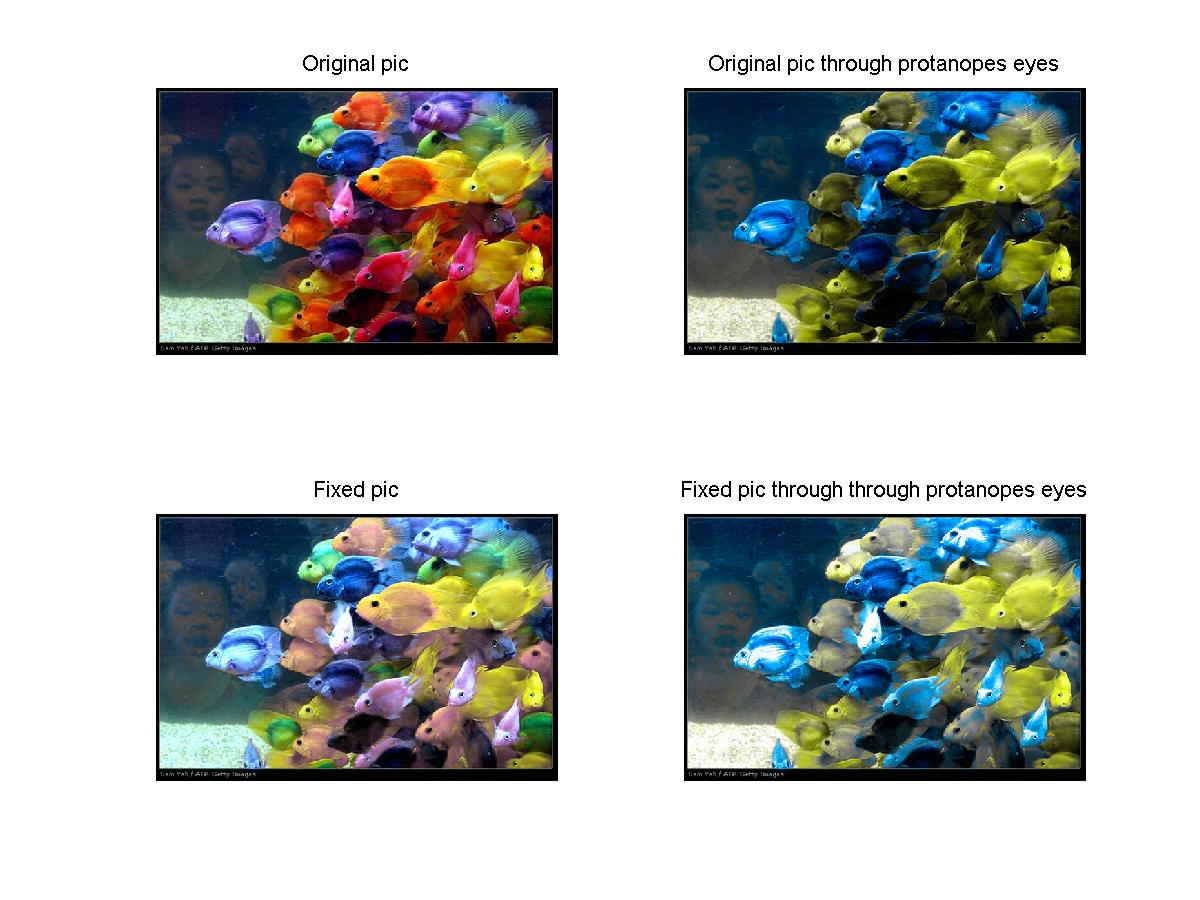 Original pic
Original pic through protanopes eyes
Sam Yeh / AFP Getty Images
Sam Yeh / AFP Getty Images
Fixed pic
Fixed pic through through protanopes eyes
Sam Yeh / AFP Getty Images
Sam Yeh / AFP Getty Images